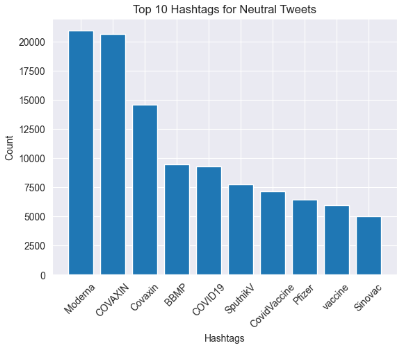 Top 10 Hashtags for Neutral Tweets
Count
20000
17500
15000
12500
10000
7500
5000
2500
0
Moderna
COVAXIN
Covaxin
BBMP
COVID19
SputnikV
CovidVaccine
Pfizer
vaccine
Sinovac
Hashtags